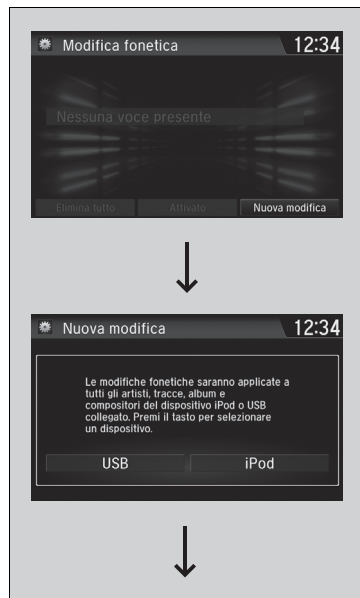 Modifica fonetica 12:34
Nessuna voce presente
Elimina tutto Attivato Nuova modifica
Nuova modifica 12:34
Le modifiche fonetiche saranno applicate a
tutti gli artisti, tracce, album e
compositori del dispositivo iPod o USB
collegato. Premi il tasto per selezionare
un dispositivo.
USB iPod